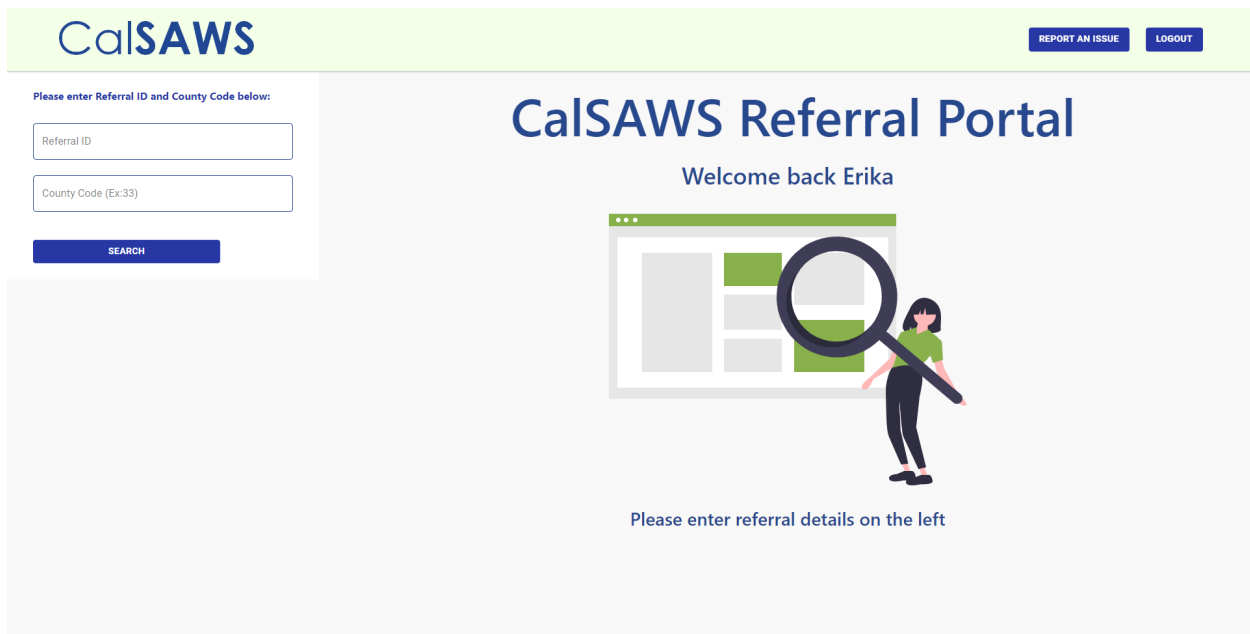 CalSAWS
REPORT AN ISSUE
LOGOUT
Please enter Referral ID and County Code below:
Referral ID
County Code (Ex:33)
SEARCH
CalSAWS Referral Portal
Welcome back Erika
Please enter referral details on the left